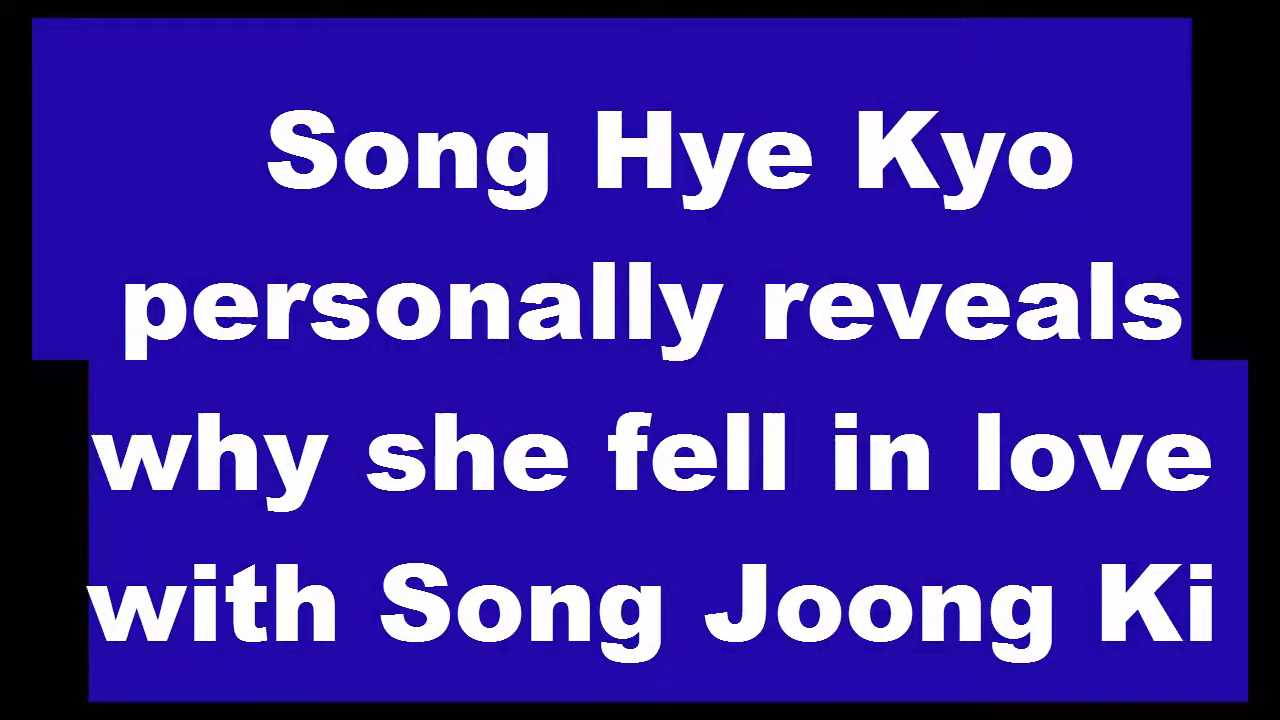 Song Hye Kyo
personally reveals
why she fell in love
with Song Joong Ki